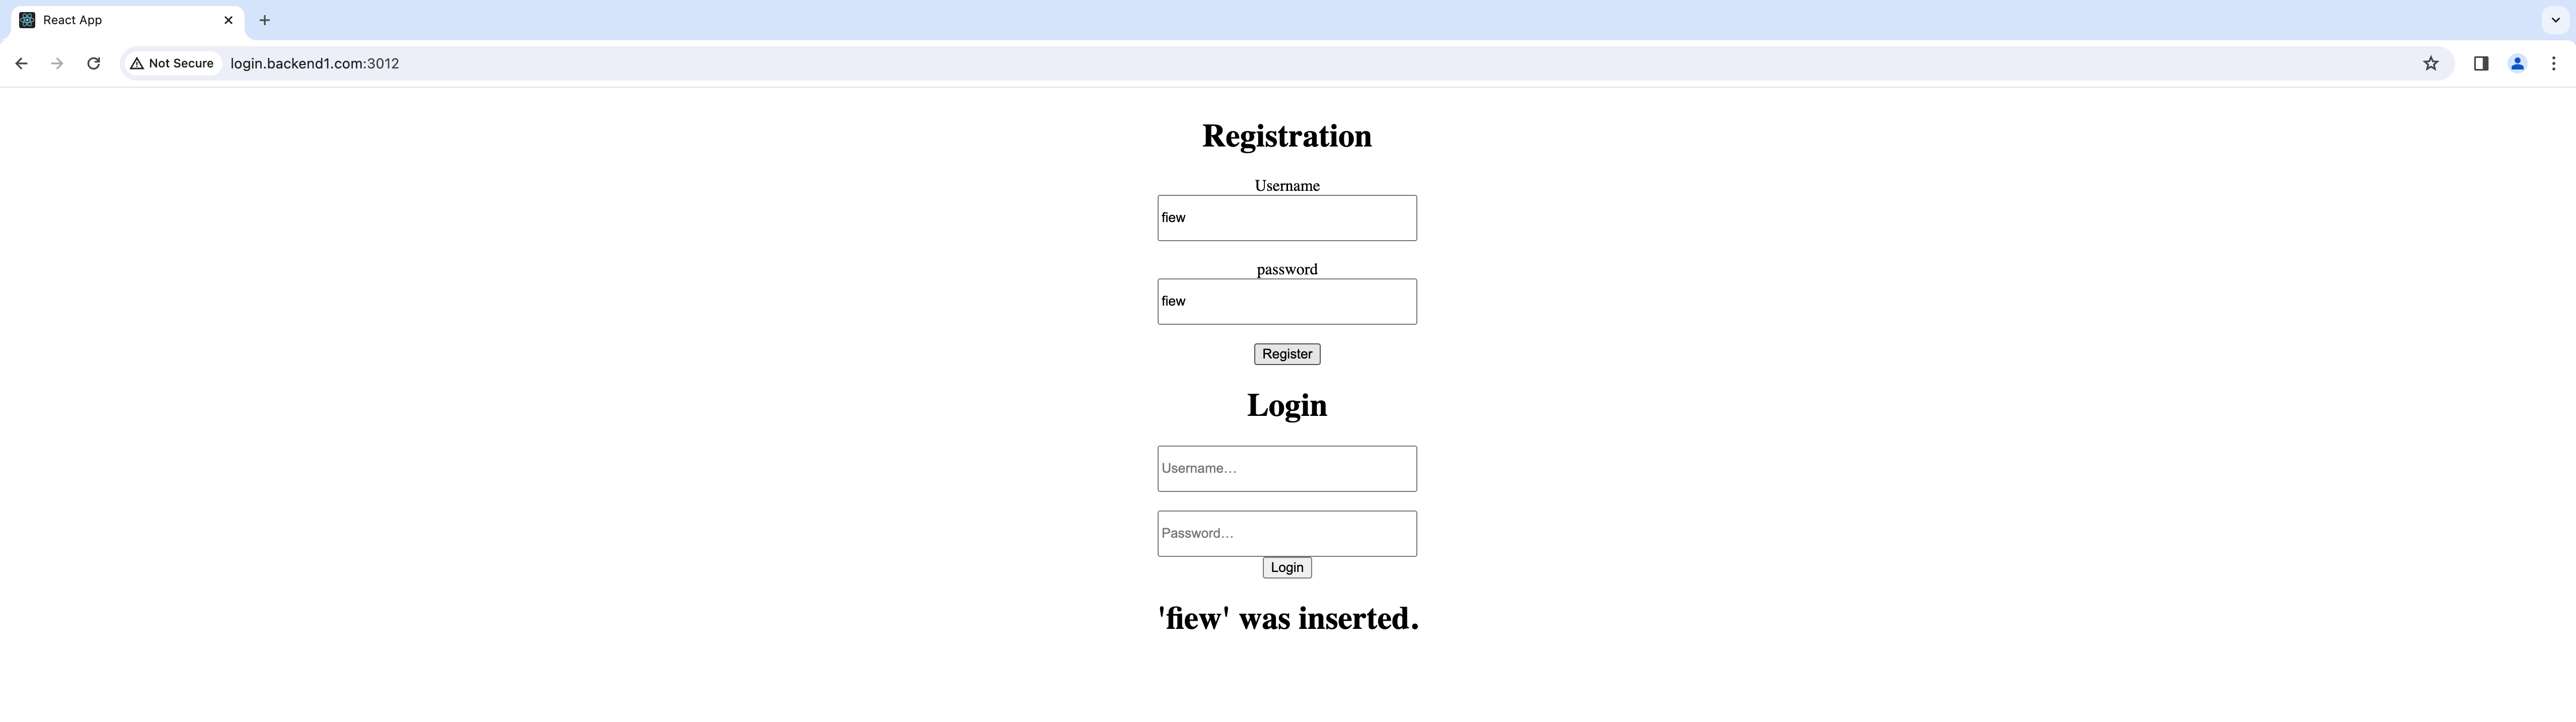 React App
Not Secure login.backend1.com:3012
Registration
Username
fiew
password
fiew
Register
Login
Username...
Password...
Login
'fiew' was inserted.